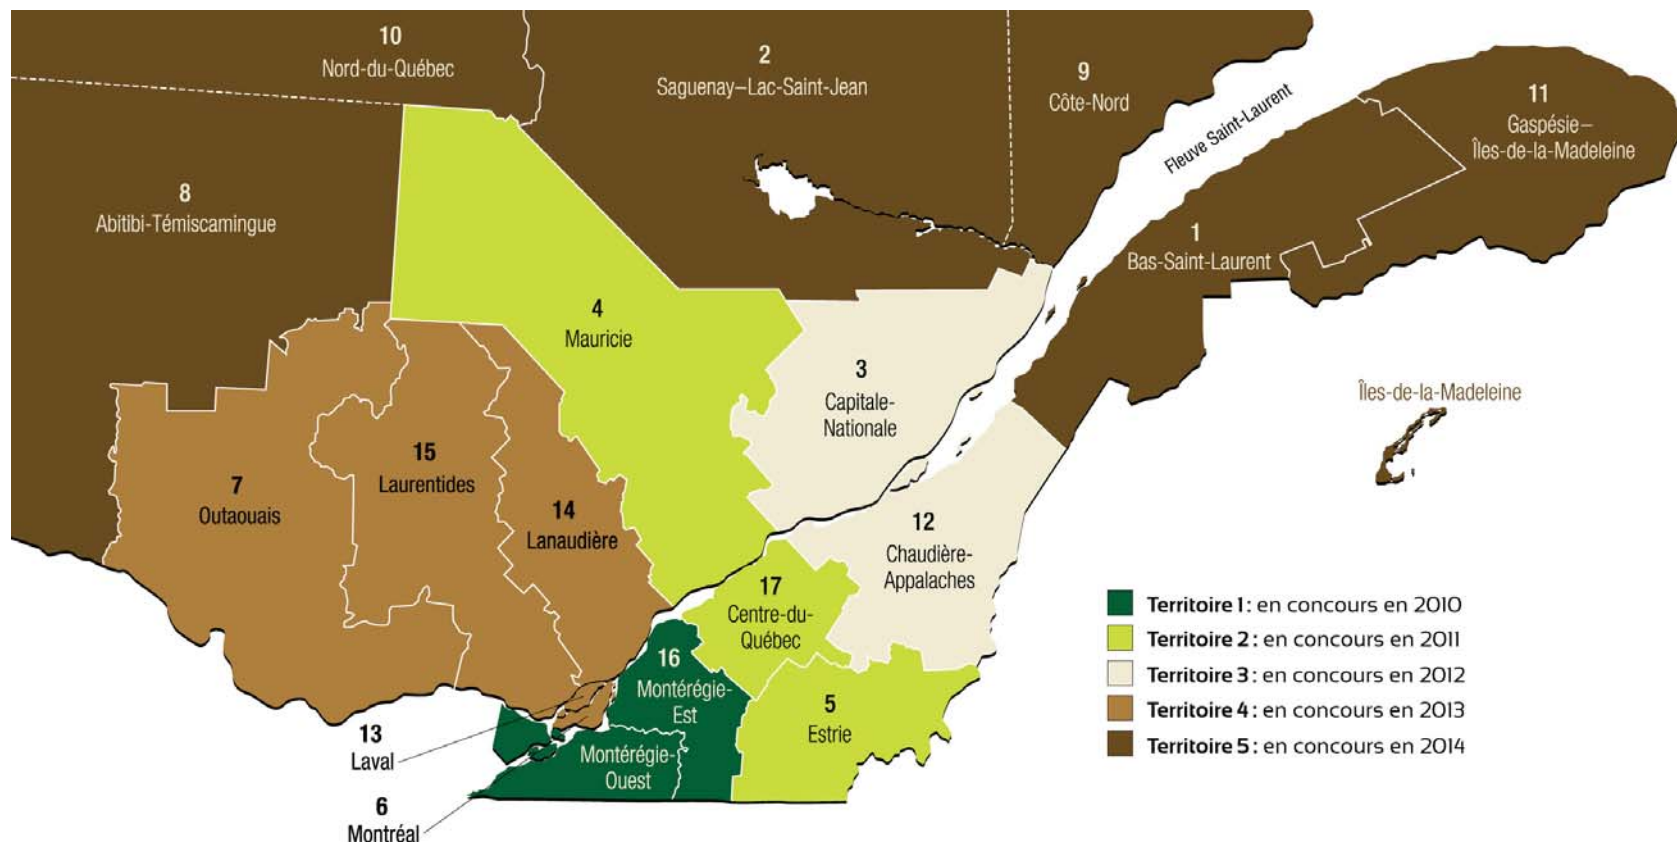 10
Nord-du-Québec
2
Saguenay–Lac-Saint-Jean
9
Côte-Nord
Fleuve Saint-Laurent
11
Gaspésie–
Îles-de-la-Madeleine
8
Abitibi-Témiscamingue
1
Bas-Saint-Laurent
4
Mauricie
3
Capitale-
Nationale
Îles-de-la-Madeleine
15
Laurentides
7
Outaouais
14
Lanaudière
12
Chaudière-
Appalaches
17
Centre-du-
Québec
16
Montérégie-
Est
5
Estrie
13
Laval
Montérégie-
Ouest
6
Montréal
Territoire 1 : en concours en 2010
Territoire 2 : en concours en 2011
Territoire 3 : en concours en 2012
Territoire 4 : en concours en 2013
Territoire 5 : en concours en 2014